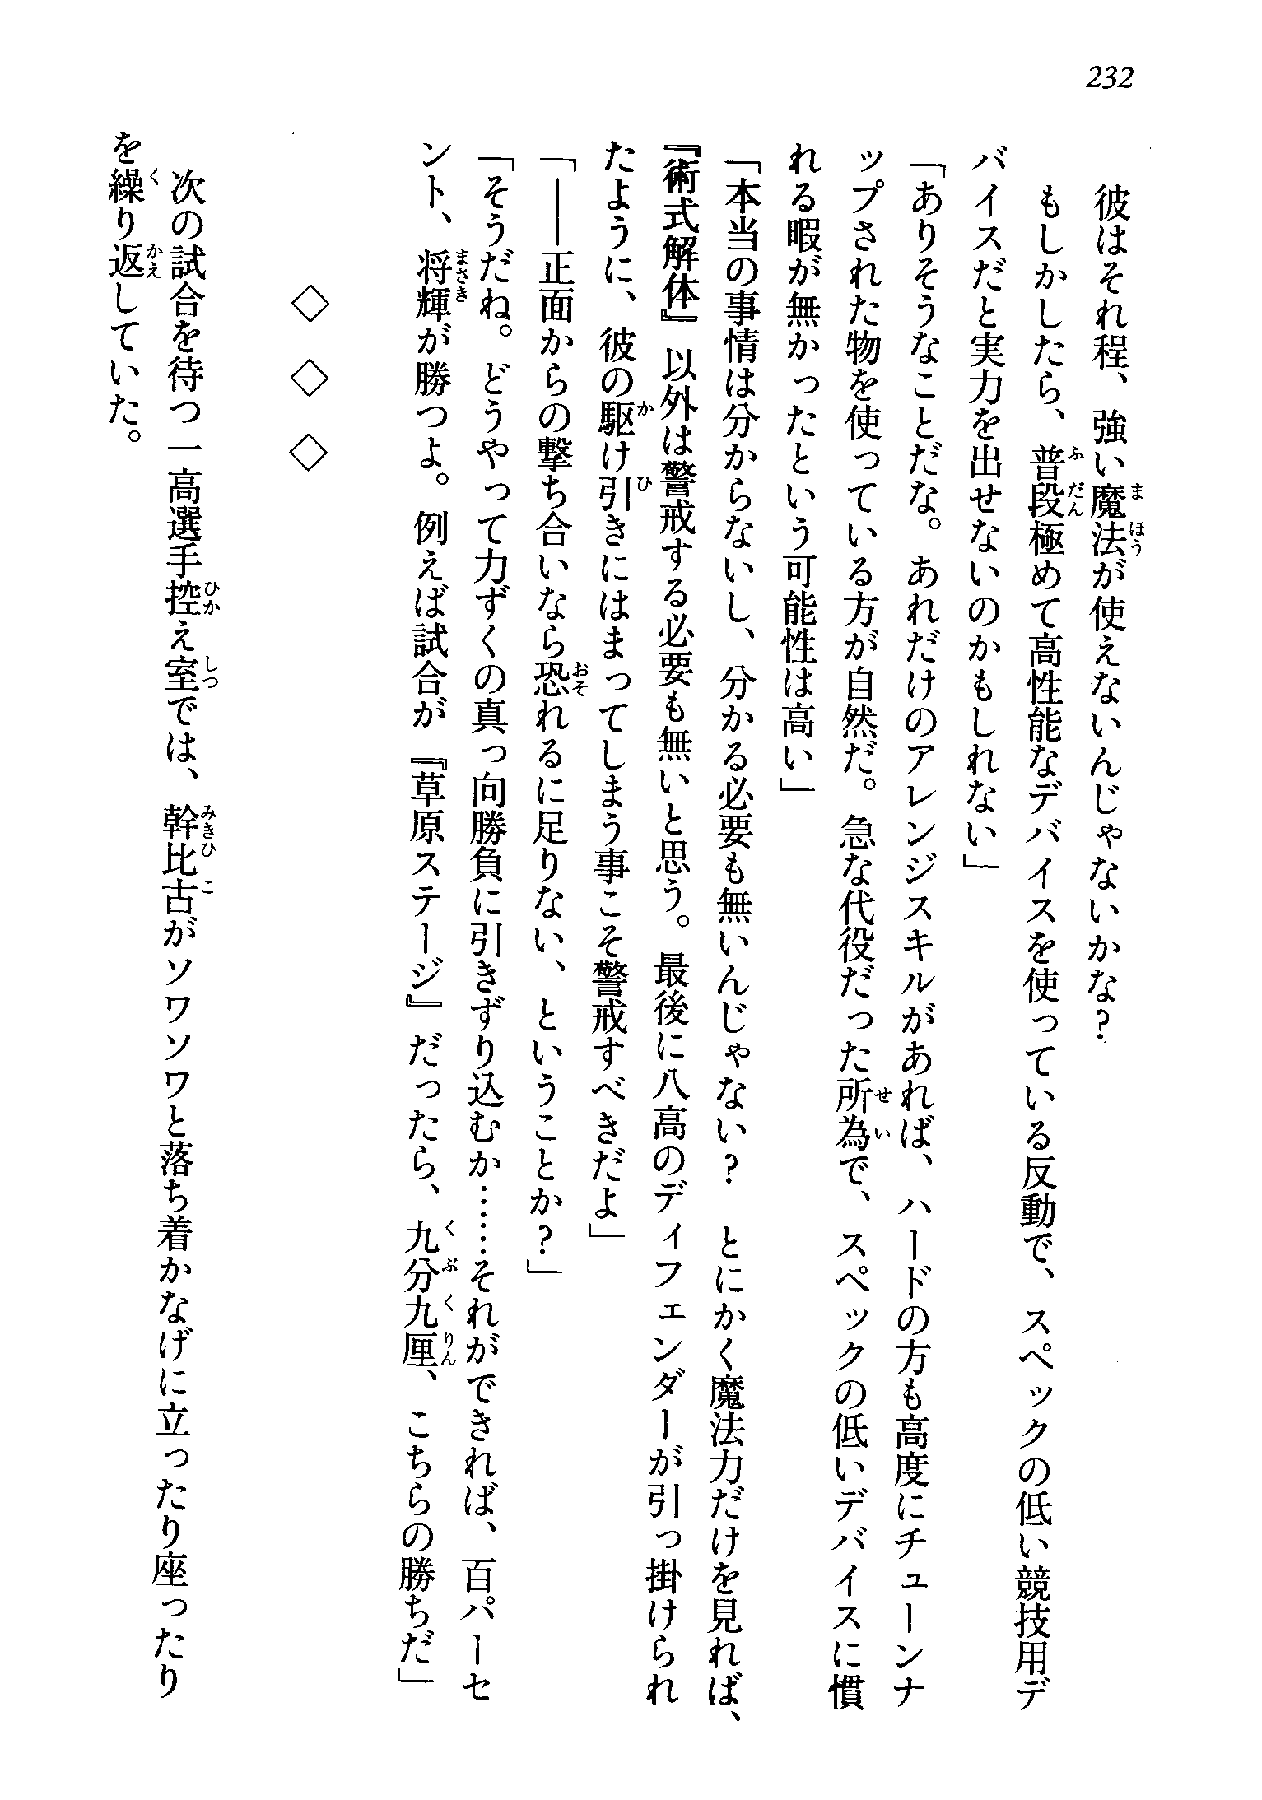 232
彼はそれ程、強い魔法が使えないんじゃないかな？
もしかしたら、普段極めて高性能なデバイスを使っている反動で、スペックの低い競技用デ
バイスだと実力を出せないのかもしれない」
「ありそうなことだな。あれだけのアレンジスキルがあれば、ハードの方も高度にチューンナ
ップされた物を使っている方が自然だ。急な代役だった所為で、スペックの低いデバイスに慣
れる暇が無かったという可能性は高い」
「本当の事情は分からないし、分かる必要も無いんじゃない？　とにかく魔法力だけを見れば、
『術式解体』以外は警戒する必要も無いと思う。最後に八高のディフェンダーが引っ掛けられ
たように、彼の駆け引きにはまってしまう事こそ警戒すべきだよ」
「――正面からの撃ち合いなら恐れるに足りない、ということか？」
「そうだね。どうやって力ずくの真っ向勝負に引きずり込むか……それができれば、百パーセ
ント、将輝が勝つよ。例えば試合が『草原ステージ』だったら、九分九厘、こちらの勝ちだ」
◇　◇　◇
次の試合を待つ一高選手控え室では、幹比古がソワソワと落ち着かなげに立ったり座ったり
を繰り返していた。